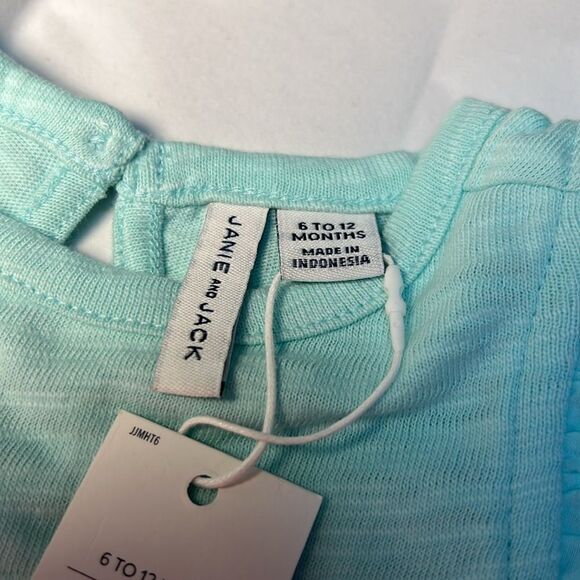 JANIE AND JACK
6 TO 12
MONTHS
MADE IN
INDONESIA
JJMHT6
6 TO 12